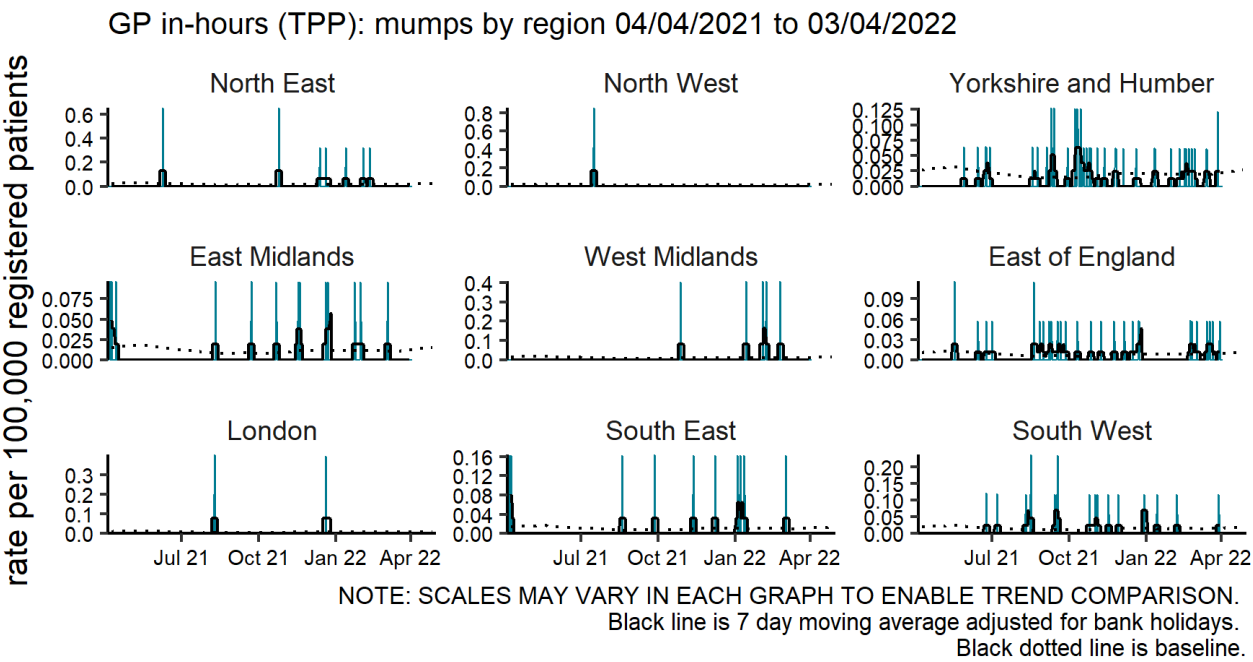 GP in-hours (TPP): mumps by region 04/04/2021 to 03/04/2022
rate per 100,000 registered patients
North East
0.6
0.4
0.2
0.0
North West
0.8
0.6
0.4
0.2
0.0
Yorkshire and Humber
0.125
0.100
0.075
0.050
0.025
0.000
East Midlands
0.075
0.050
0.025
0.000
West Midlands
0.4
0.3
0.2
0.1
0.0
East of England
0.09
0.06
0.03
0.00
London
0.3
0.2
0.1
0.0
Jul 21 Oct 21 Jan 22 Apr 22
South East
0.16
0.12
0.08
0.04
0.00
Jul 21 Oct 21 Jan 22 Apr 22
South West
0.20
0.15
0.10
0.05
0.00
Jul 21 Oct 21 Jan 22 Apr 22
NOTE: SCALES MAY VARY IN EACH GRAPH TO ENABLE TREND COMPARISON.
Black line is 7 day moving average adjusted for bank holidays.
Black dotted line is baseline.